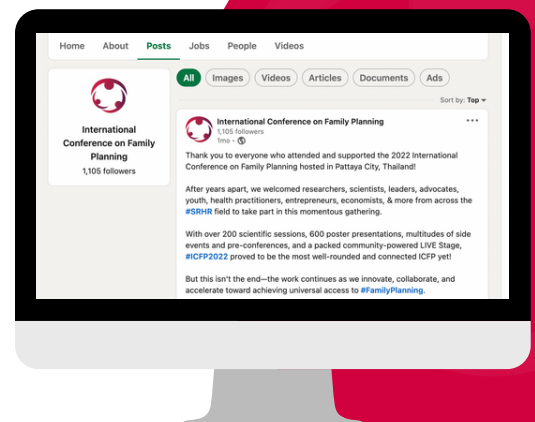 Home About Posts Jobs People Videos
All Images Videos Articles Documents Ads
Sort by: Top
International
Conference on Family
Planning
1,105 followers
International Conference on Family Planning
1,105 followers
1mo •
Thank you to everyone who attended and supported the 2022 International
Conference on Family Planning hosted in Pattaya City, Thailand!
After years apart, we welcomed researchers, scientists, leaders, advocates,
youth, health practitioners, entrepreneurs, economists, & more from across the
#SRHR field to take part in this momentous gathering.
With over 200 scientific sessions, 600 poster presentations, multitudes of side
events and pre-conferences, and a packed community-powered LIVE Stage,
#ICFP2022 proved to be the most well-rounded and connected ICFP yet!
But this isn't the end—the work continues as we innovate, collaborate, and
accelerate toward achieving universal access to #FamilyPlanning.